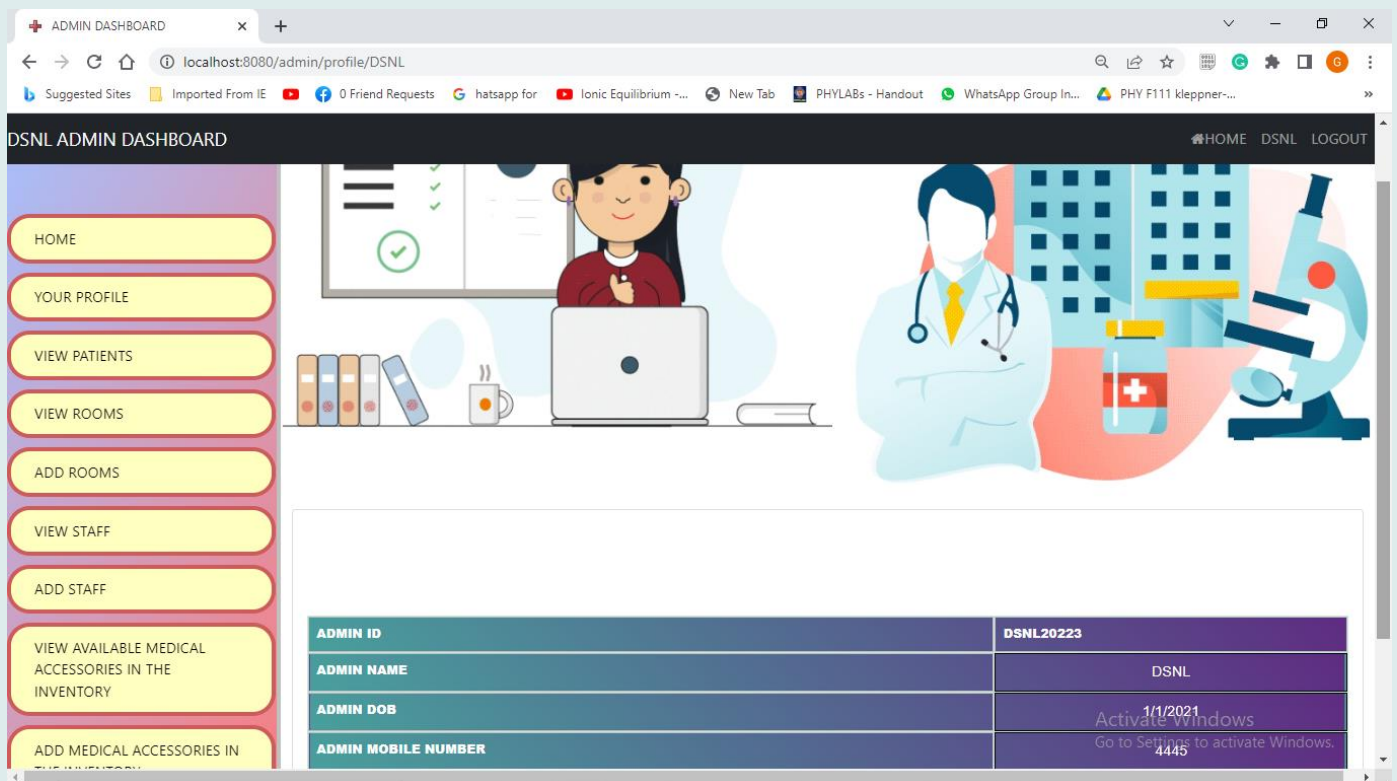 ADMIN DASHBOARD
localhost:8080/admin/profile/DSNL
G
Suggested Sites Imported From IE 0 Friend Requests hatsapp for Ionic Equilibrium -... New Tab PHYLABs - Handout WhatsApp Group In... PHY F111 kleppner-... »
DSNL ADMIN DASHBOARD HOME DSNL LOGOUT
HOME
YOUR PROFILE
VIEW PATIENTS
VIEW ROOMS
ADD ROOMS
VIEW STAFF
ADD STAFF
VIEW AVAILABLE MEDICAL
ACCESSORIES IN THE
INVENTORY
ADD MEDICAL ACCESSORIES IN
THE INVENTORY
ADMIN ID DSNL20223
ADMIN NAME DSNL
ADMIN DOB 1/1/2021
ADMIN MOBILE NUMBER 4445
Activate Windows
Go to Settings to activate Windows.